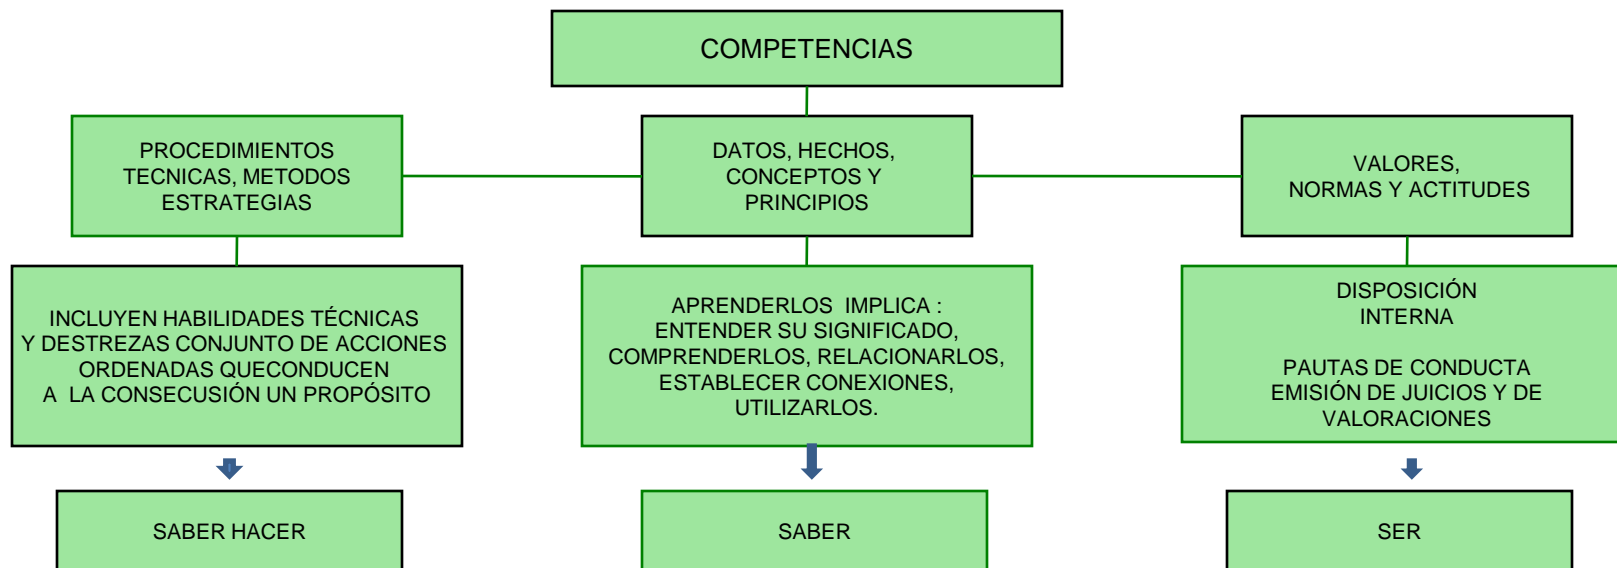 COMPETENCIAS
PROCEDIMIENTOS
TECNICAS, METODOS
ESTRATEGIAS
DATOS, HECHOS,
CONCEPTOS Y
PRINCIPIOS
VALORES,
NORMAS Y ACTITUDES
INCLUYEN HABILIDADES TÉCNICAS
Y DESTREZAS CONJUNTO DE ACCIONES
ORDENADAS QUECONDUCEN
A LA CONSECUSIÓN UN PROPÓSITO
APRENDERLOS IMPLICA :
ENTENDER SU SIGNIFICADO,
COMPRENDERLOS, RELACIONARLOS,
ESTABLECER CONEXIONES,
UTILIZARLOS.
DISPOSICIÓN
INTERNA
PAUTAS DE CONDUCTA
EMISIÓN DE JUICIOS Y DE
VALORACIONES
SABER HACER
SABER
SER